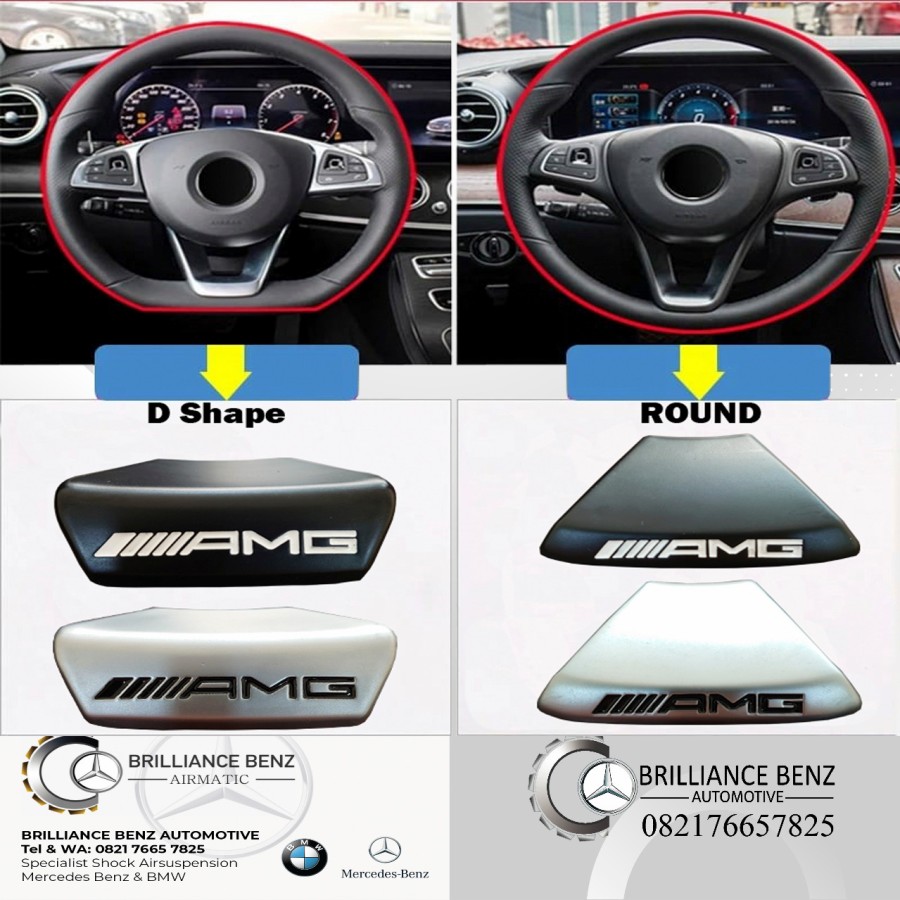 D Shape
ROUND
AMG
AMG
AMG
AMG
BRILLIANCE BENZ
AIRMATIC
BRILLIANCE BENZ AUTOMOTIVE
Tel & WA: 0821 7665 7825
Specialist Shock Airsuspension
Mercedes Benz & BMW
BMW
Mercedes-Benz
BRILLIANCE BENZ
AUTOMOTIVE
082176657825